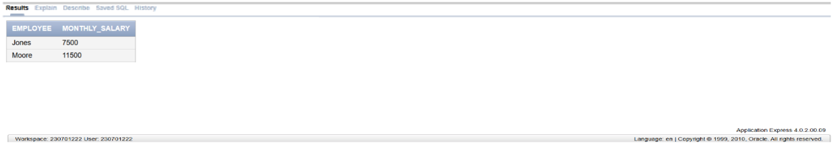 Results Explain Describe Saved SQL History
EMPLOYEE MONTHLY_SALARY
Jones 7500
Moore 11500
Application Express 4.0.2.00.09
Workspace: 230701222 User: 230701222 Language: en | Copyright © 1999, 2010, Oracle. All rights reserved.